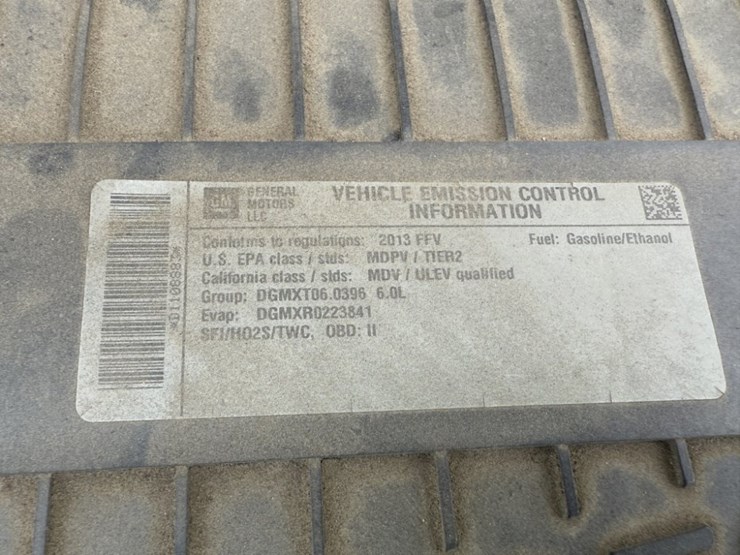 GM
GENERAL
MOTORS
LLC
VEHICLE EMISSION CONTROL
INFORMATION
Conforms to regulations: 2013 FFV
Fuel: Gasoline/Ethanol
U.S. EPA class / stds: MDPV / TIER2
California class / stds: MDV / ULEV qualified
Group: DGMXT06.0396 6.0L
Evap: DGMXR0223841
SFI/HO2S/TWC, OBD: II